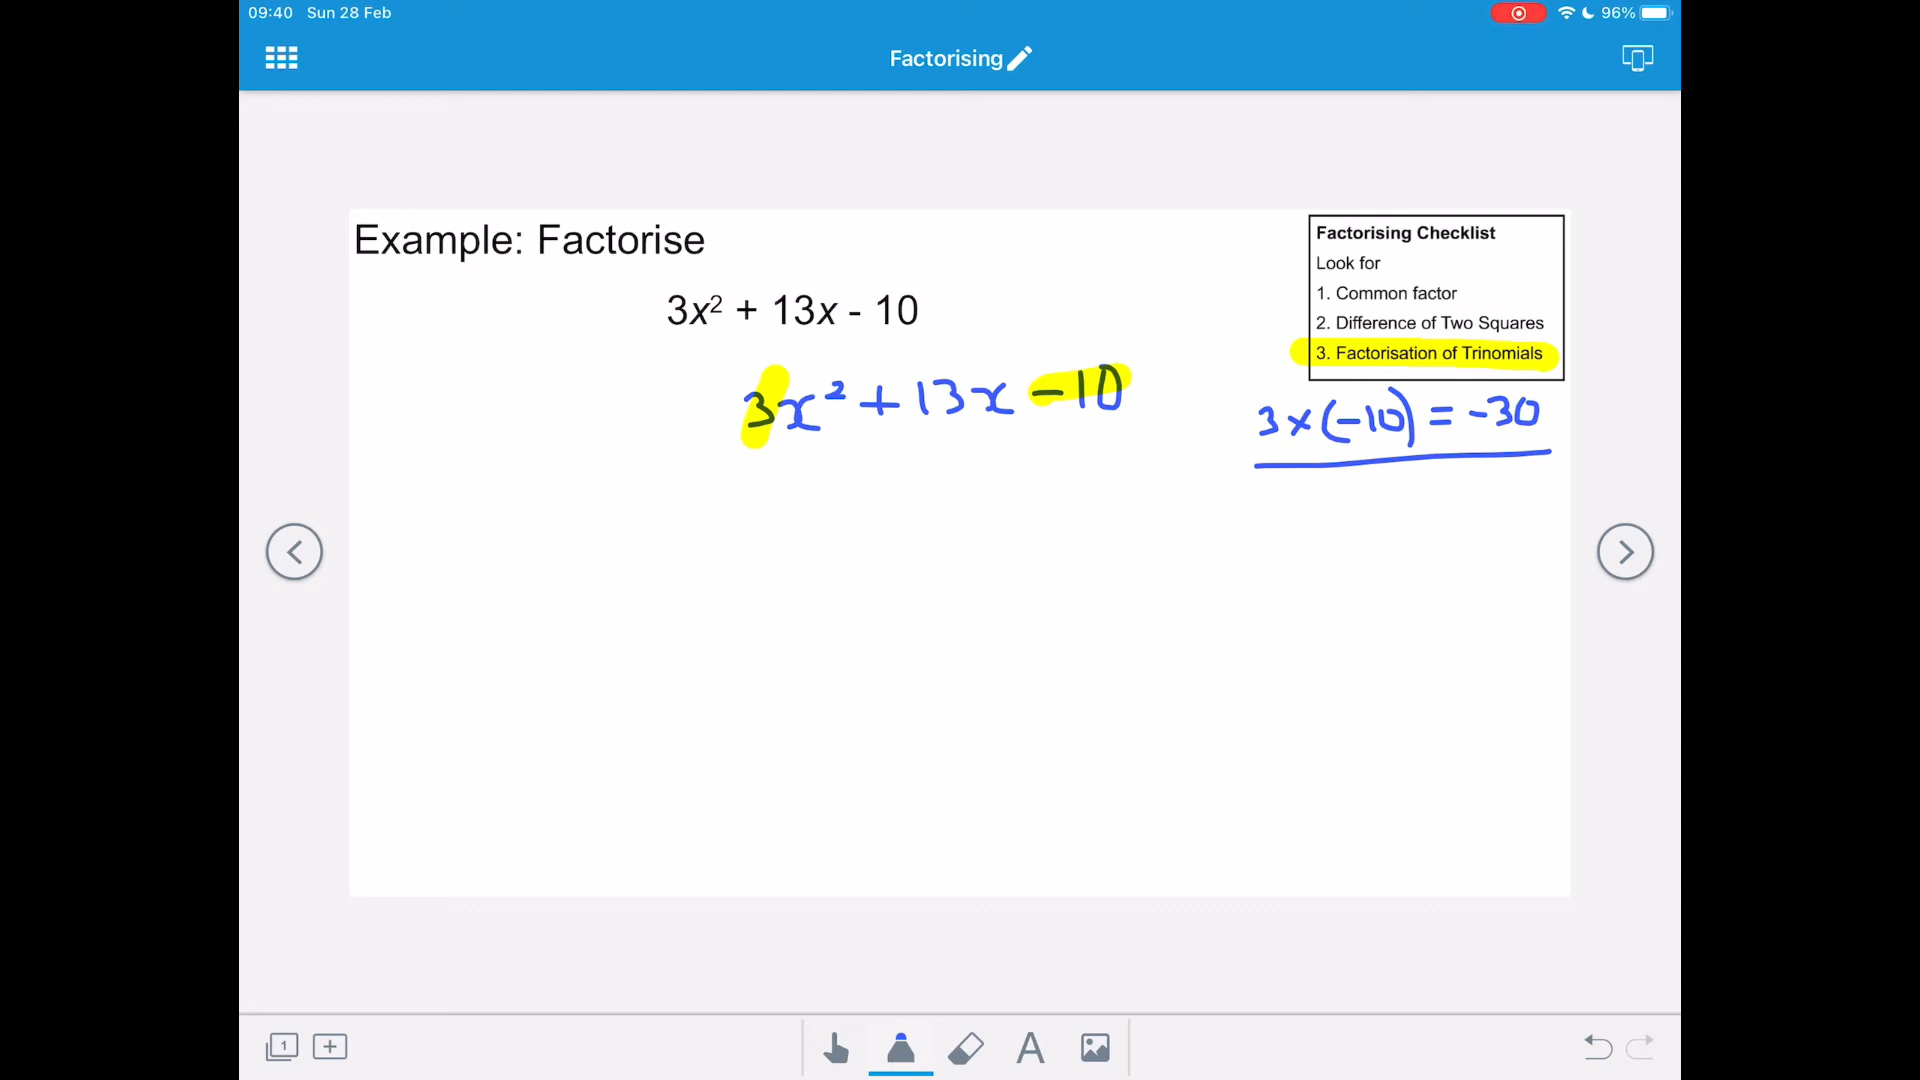 09:40 Sun 28 Feb
96%
Factorising
Example: Factorise
3x² + 13x - 10
3x² + 13x - 10
Factorising Checklist
Look for
1. Common factor
2. Difference of Two Squares
3. Factorisation of Trinomials
3 × (-10) = -30
1
A